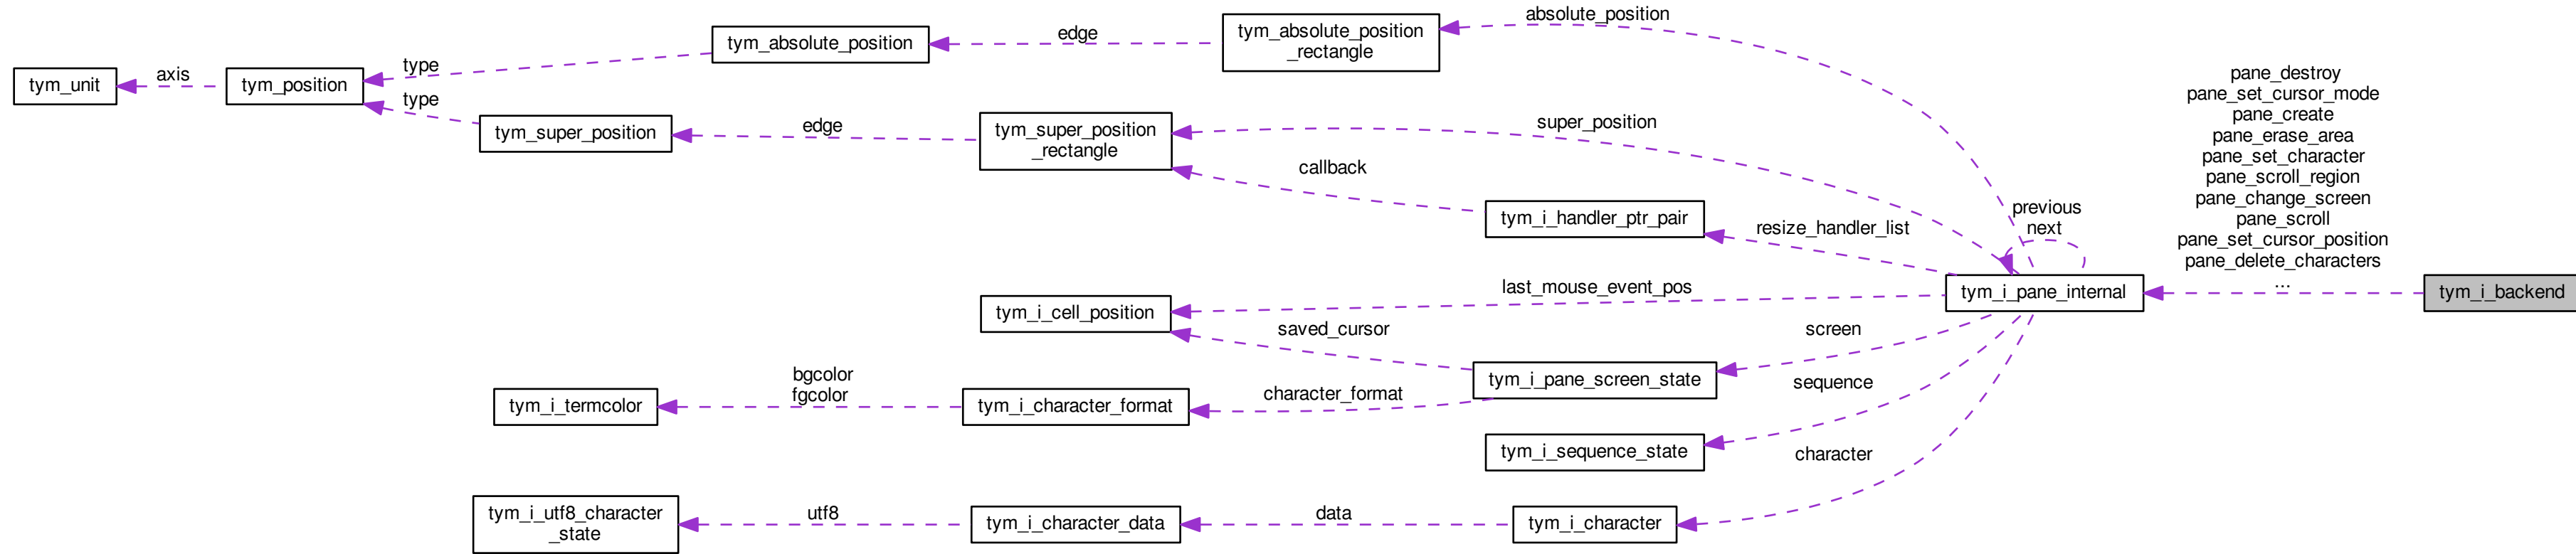 absolute_position
tym_absolute_position
_rectangle
edge
tym_absolute_position
type
axis
tym_unit
tym_position
type
tym_super_position
edge
tym_super_position
_rectangle
super_position
callback
tym_i_handler_ptr_pair
resize_handler_list
previous
next
pane_destroy
pane_set_cursor_mode
pane_create
pane_erase_area
pane_set_character
pane_scroll_region
pane_change_screen
pane_scroll
pane_set_cursor_position
pane_delete_characters
...
tym_i_pane_internal
tym_i_backend
last_mouse_event_pos
tym_i_cell_position
saved_cursor
screen
tym_i_pane_screen_state
bgcolor
fgcolor
tym_i_termcolor
tym_i_character_format
character_format
sequence
tym_i_sequence_state
character
tym_i_utf8_character
_state
utf8
tym_i_character_data
data
tym_i_character